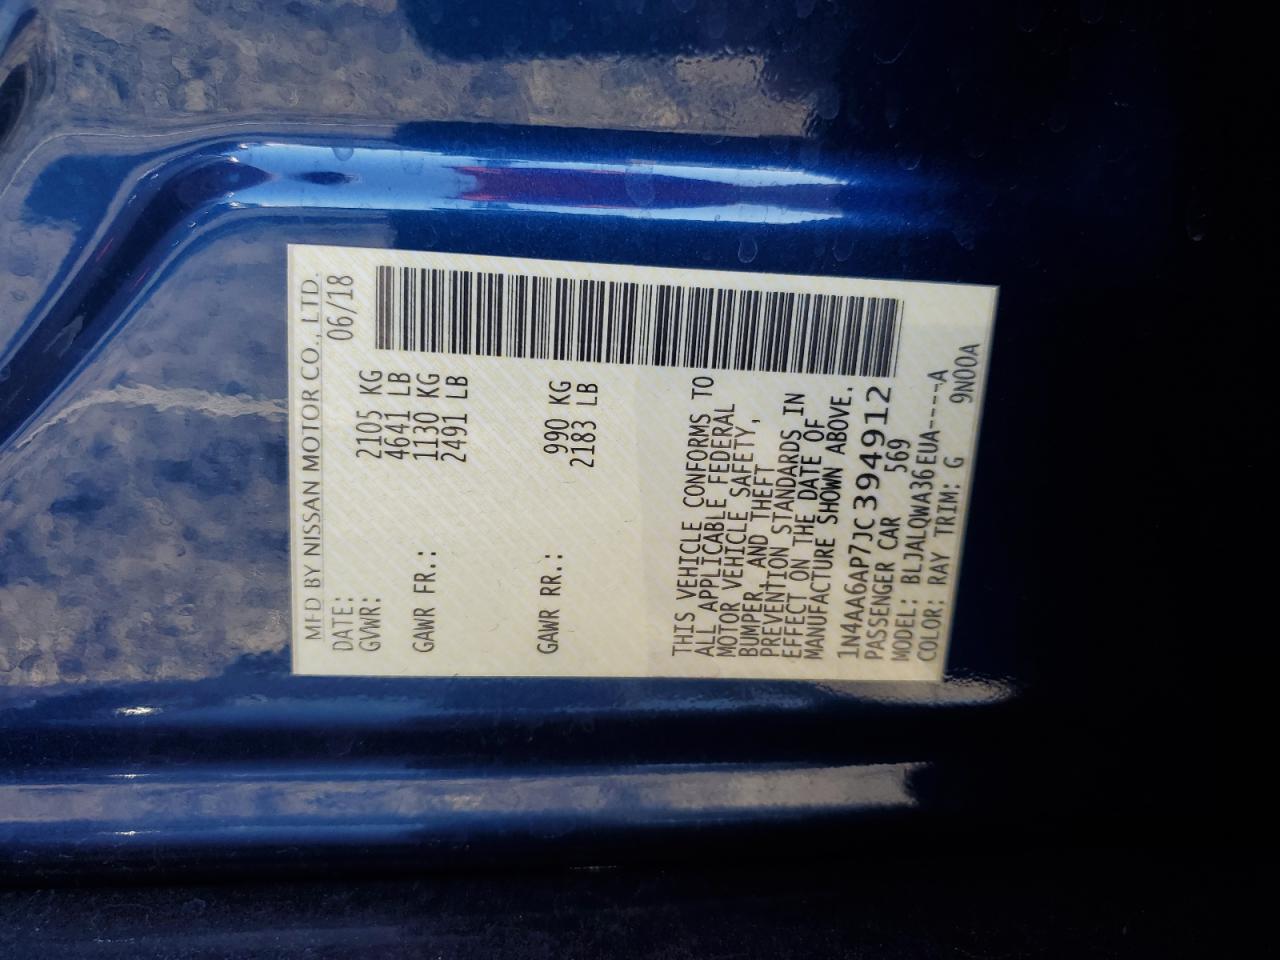 MFD BY NISSAN MOTOR CO., LTD.
DATE: 06/18
GVWR: 2105 KG
4641 LB
GAWR FR.: 1130 KG
2491 LB
GAWR RR.: 990 KG
2183 LB
THIS VEHICLE CONFORMS TO
ALL APPLICABLE FEDERAL
MOTOR VEHICLE SAFETY,
BUMPER, AND THEFT
PREVENTION STANDARDS IN
EFFECT ON THE DATE OF
MANUFACTURE SHOWN ABOVE.
1N4AA6AP7JC394912
PASSENGER CAR 569
MODEL: BLJALQWA36EUA----A
COLOR: RAY TRIM: G 9N00A